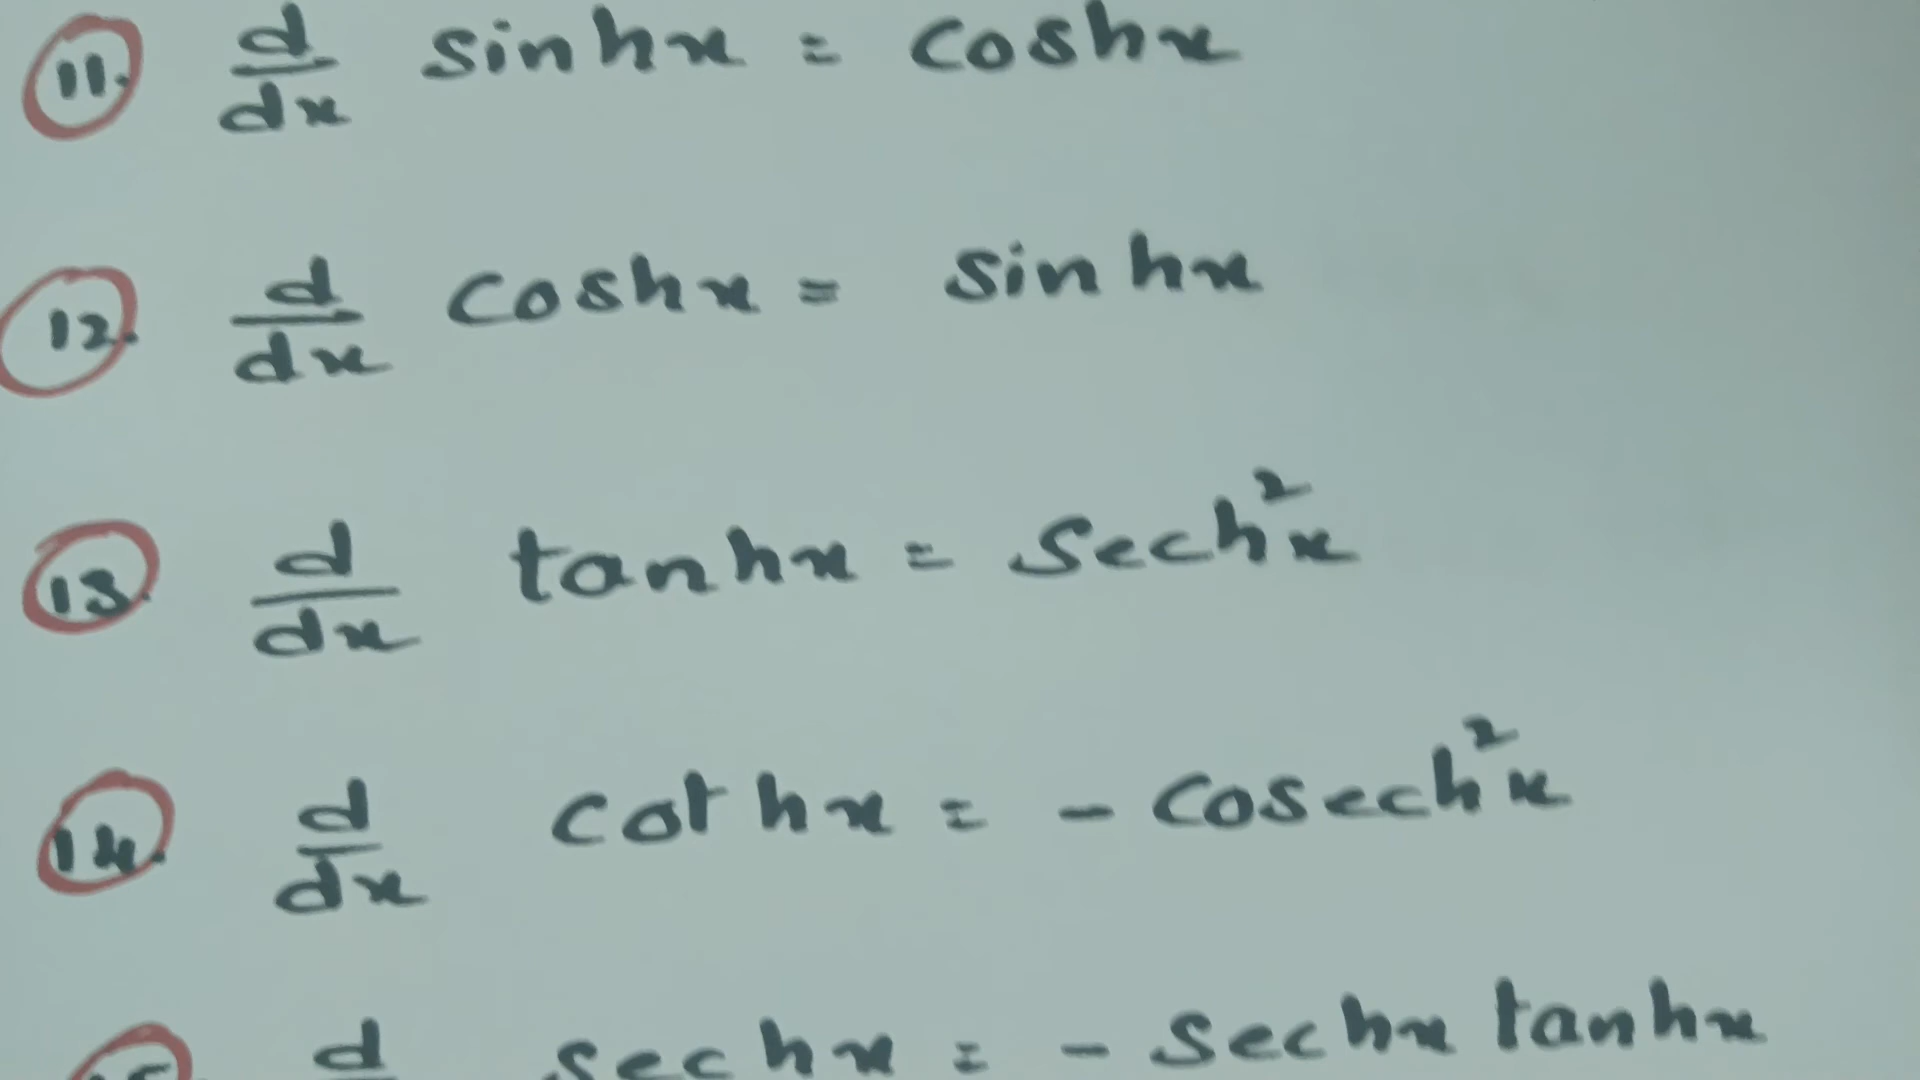 11. d/dx sinhx = coshx
12. d/dx coshx = sinhx
13. d/dx tanhx = sech²x
14. d/dx cothx = - cosech²x
15. d sechx = - sechx tanhx